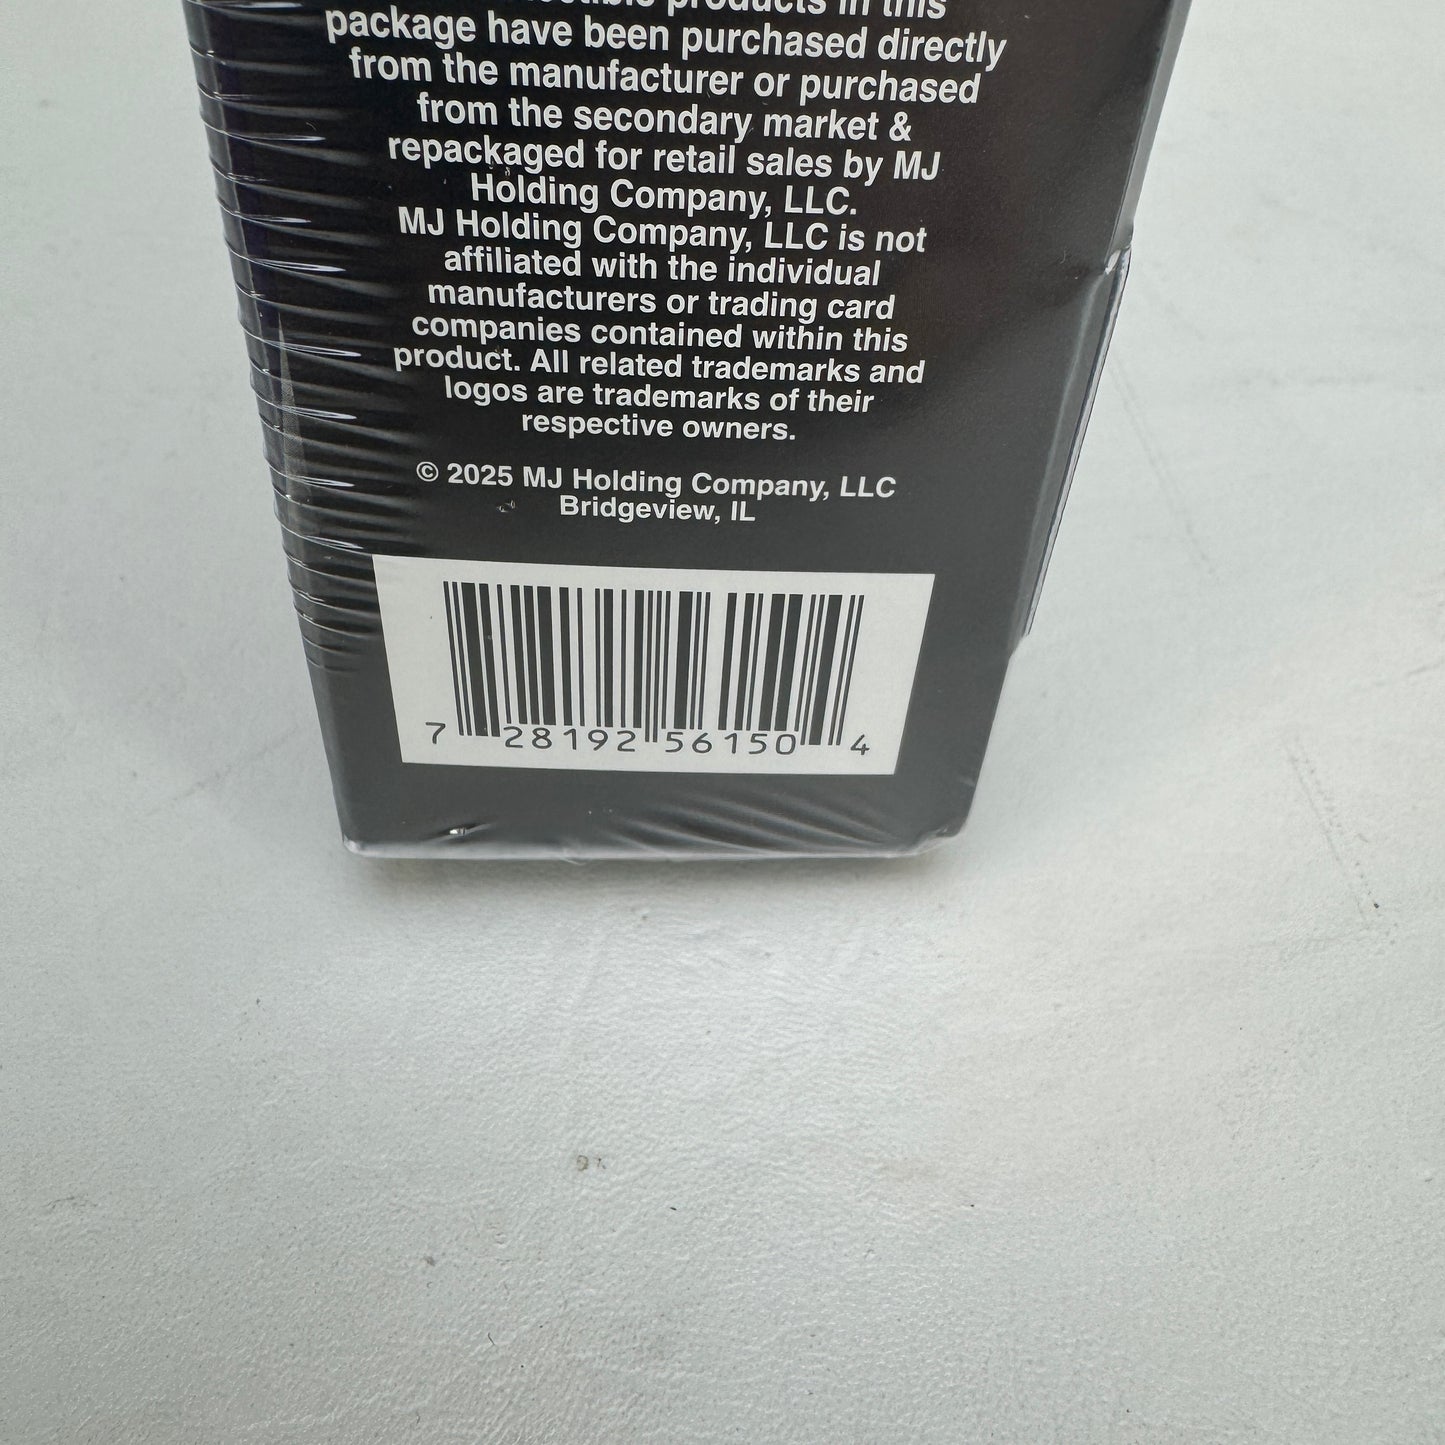 products in this
package have been purchased directly
from the manufacturer or purchased
from the secondary market &
repackaged for retail sales by MJ
Holding Company, LLC.
MJ Holding Company, LLC is not
affiliated with the individual
manufacturers or trading card
companies contained within this
product. All related trademarks and
logos are trademarks of their
respective owners.
© 2025 MJ Holding Company, LLC
Bridgeview, IL
7 28192 56150 4